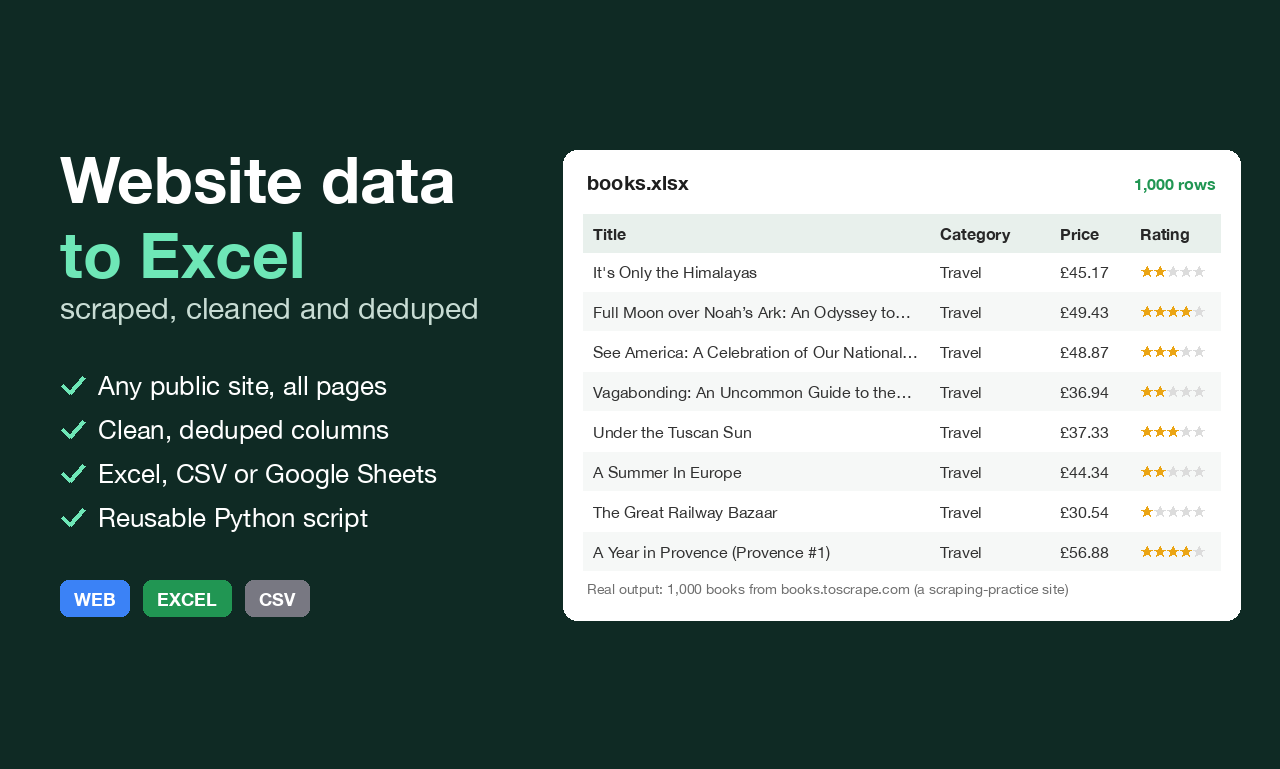 Website data
to Excel
scraped, cleaned and deduped
Any public site, all pages
Clean, deduped columns
Excel, CSV or Google Sheets
Reusable Python script
WEB EXCEL CSV
books.xlsx 1,000 rows
Title Category Price Rating
It's Only the Himalayas Travel £45.17 ★★★★★
Full Moon over Noah’s Ark: An Odyssey to… Travel £49.43 ★★★★★
See America: A Celebration of Our National… Travel £48.87 ★★★★★
Vagabonding: An Uncommon Guide to the… Travel £36.94 ★★★★★
Under the Tuscan Sun Travel £37.33 ★★★★★
A Summer In Europe Travel £44.34 ★★★★★
The Great Railway Bazaar Travel £30.54 ★★★★★
A Year in Provence (Provence #1) Travel £56.88 ★★★★★
Real output: 1,000 books from books.toscrape.com (a scraping-practice site)